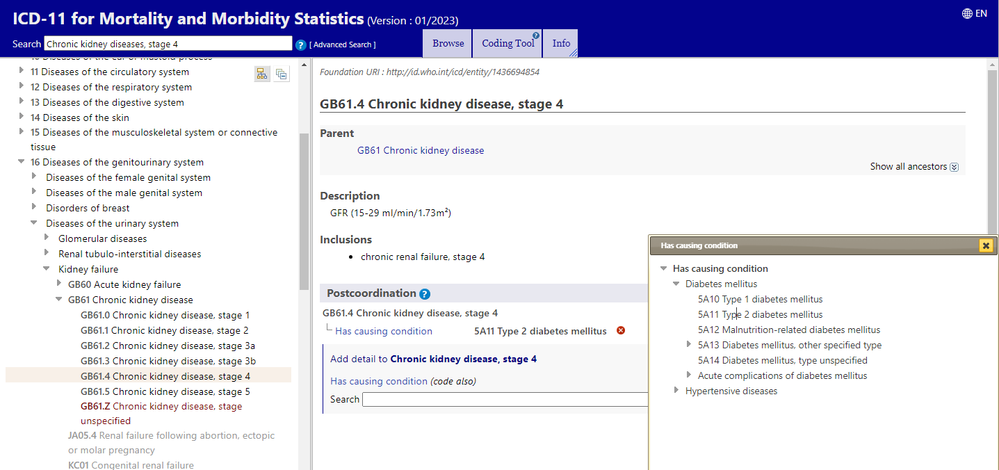 ICD-11 for Mortality and Morbidity Statistics (Version : 01/2023)
EN
Search Chronic kidney diseases, stage 4 ? [ Advanced Search ]
Browse Coding Tool ? Info
11 Diseases of the circulatory system
12 Diseases of the respiratory system
13 Diseases of the digestive system
14 Diseases of the skin
15 Diseases of the musculoskeletal system or connective
tissue
16 Diseases of the genitourinary system
Diseases of the female genital system
Diseases of the male genital system
Disorders of breast
Diseases of the urinary system
Glomerular diseases
Renal tubulo-interstitial diseases
Kidney failure
GB60 Acute kidney failure
GB61 Chronic kidney disease
GB61.0 Chronic kidney disease, stage 1
GB61.1 Chronic kidney disease, stage 2
GB61.2 Chronic kidney disease, stage 3a
GB61.3 Chronic kidney disease, stage 3b
GB61.4 Chronic kidney disease, stage 4
GB61.5 Chronic kidney disease, stage 5
GB61.Z Chronic kidney disease, stage
unspecified
JA05.4 Renal failure following abortion, ectopic
or molar pregnancy
KC01 Congenital renal failure
Foundation URI : http://id.who.int/icd/entity/1436694854
GB61.4 Chronic kidney disease, stage 4
Parent
GB61 Chronic kidney disease
Show all ancestors
Description
GFR (15-29 ml/min/1.73m²)
Inclusions
• chronic renal failure, stage 4
Postcoordination ?
GB61.4 Chronic kidney disease, stage 4
Has causing condition 5A11 Type 2 diabetes mellitus
Add detail to Chronic kidney disease, stage 4
Has causing condition (code also)
Search
Has causing condition
Has causing condition
Diabetes mellitus
5A10 Type 1 diabetes mellitus
5A11 Type 2 diabetes mellitus
5A12 Malnutrition-related diabetes mellitus
5A13 Diabetes mellitus, other specified type
5A14 Diabetes mellitus, type unspecified
Acute complications of diabetes mellitus
Hypertensive diseases